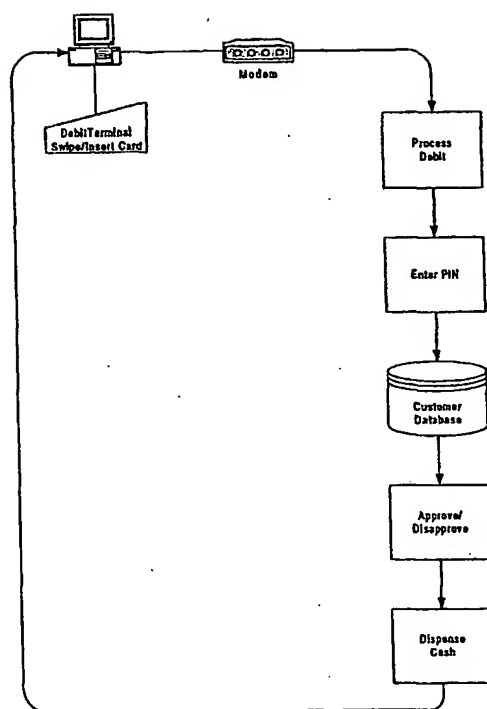 Modem
DebitTerminal
Swipe/Insert Card
Process
Debit
Enter PIN
Customer
Database
Approve/
Disapprove
Dispense
Cash